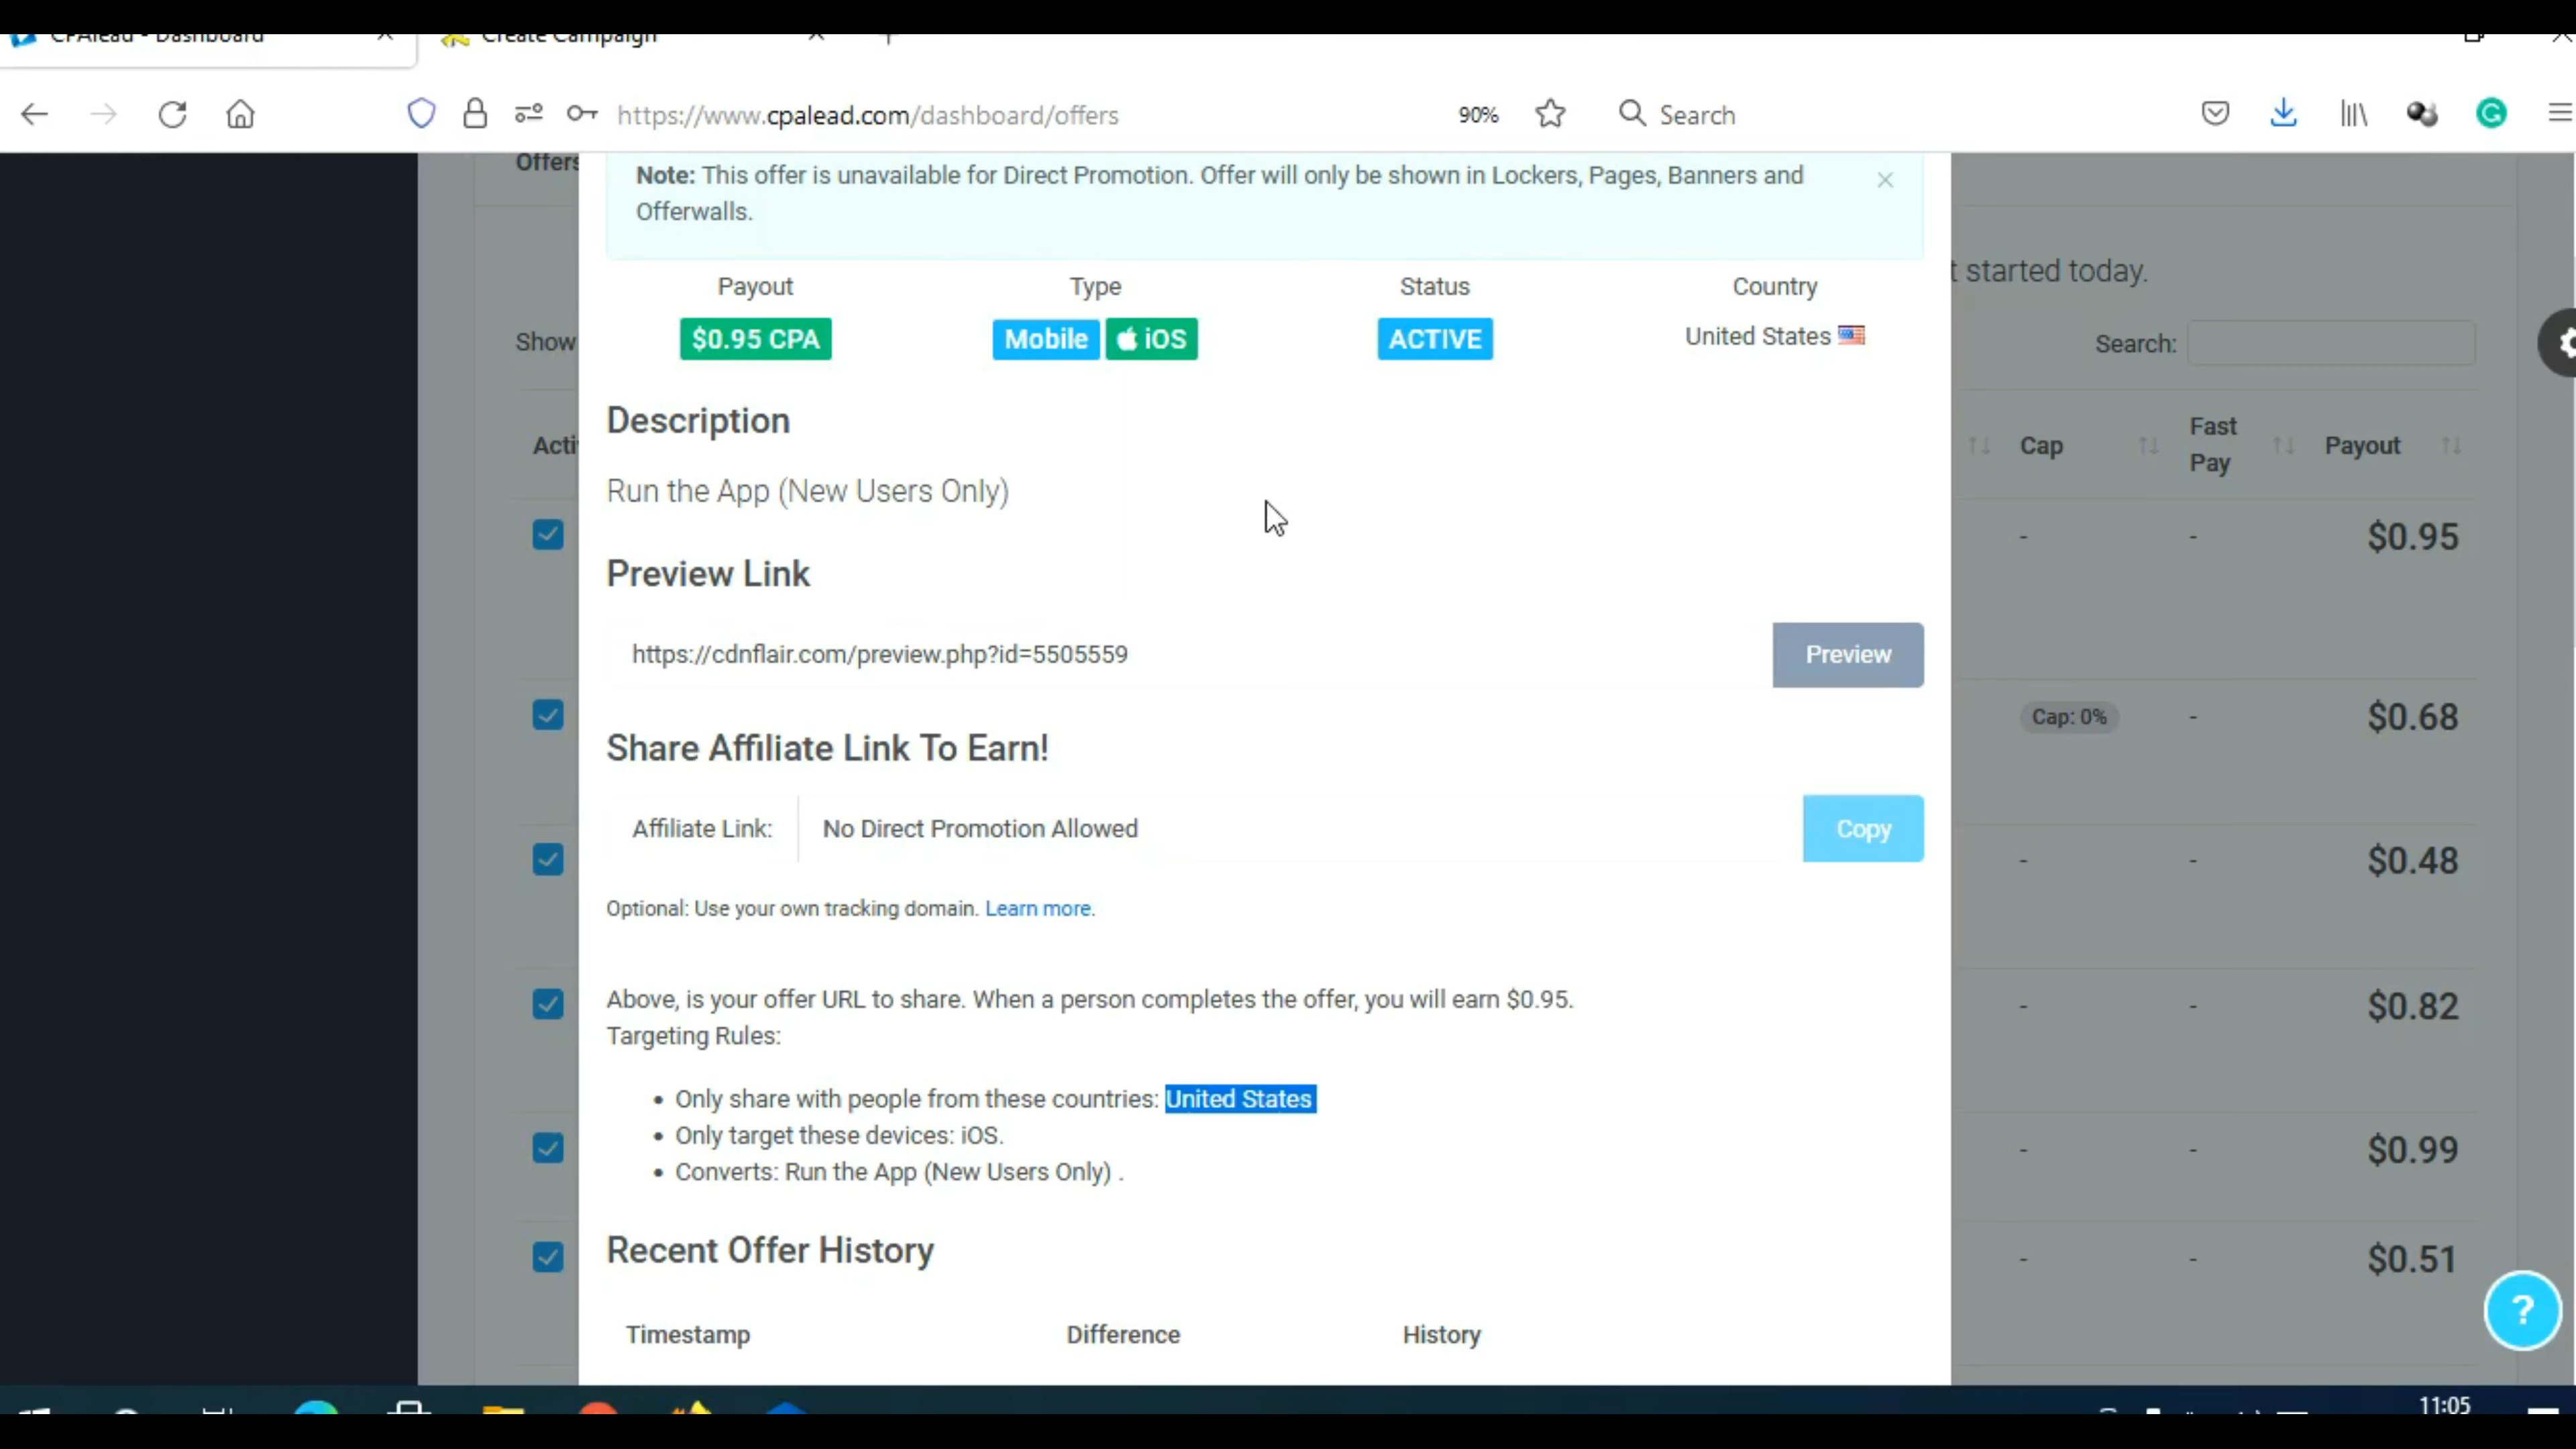 CPAlead - Dashboard
Create Campaign
https://www.cpalead.com/dashboard/offers
90%
Search
Offers
Note: This offer is unavailable for Direct Promotion. Offer will only be shown in Lockers, Pages, Banners and
Offerwalls.
t started today.
Payout
Type
Status
Country
$0.95 CPA
Mobile
iOS
ACTIVE
United States
Show
Search:
Description
Acti
Cap
Fast
Pay
Payout
Run the App (New Users Only)
$0.95
Preview Link
https://cdnflair.com/preview.php?id=5505559
Preview
Cap: 0%
-
$0.68
Share Affiliate Link To Earn!
Affiliate Link:
No Direct Promotion Allowed
Copy
$0.48
Optional: Use your own tracking domain. Learn more.
Above, is your offer URL to share. When a person completes the offer, you will earn $0.95.
$0.82
Targeting Rules:
• Only share with people from these countries: United States
• Only target these devices: iOS.
• Converts: Run the App (New Users Only) .
$0.99
Recent Offer History
$0.51
?
Timestamp
Difference
History
11:05